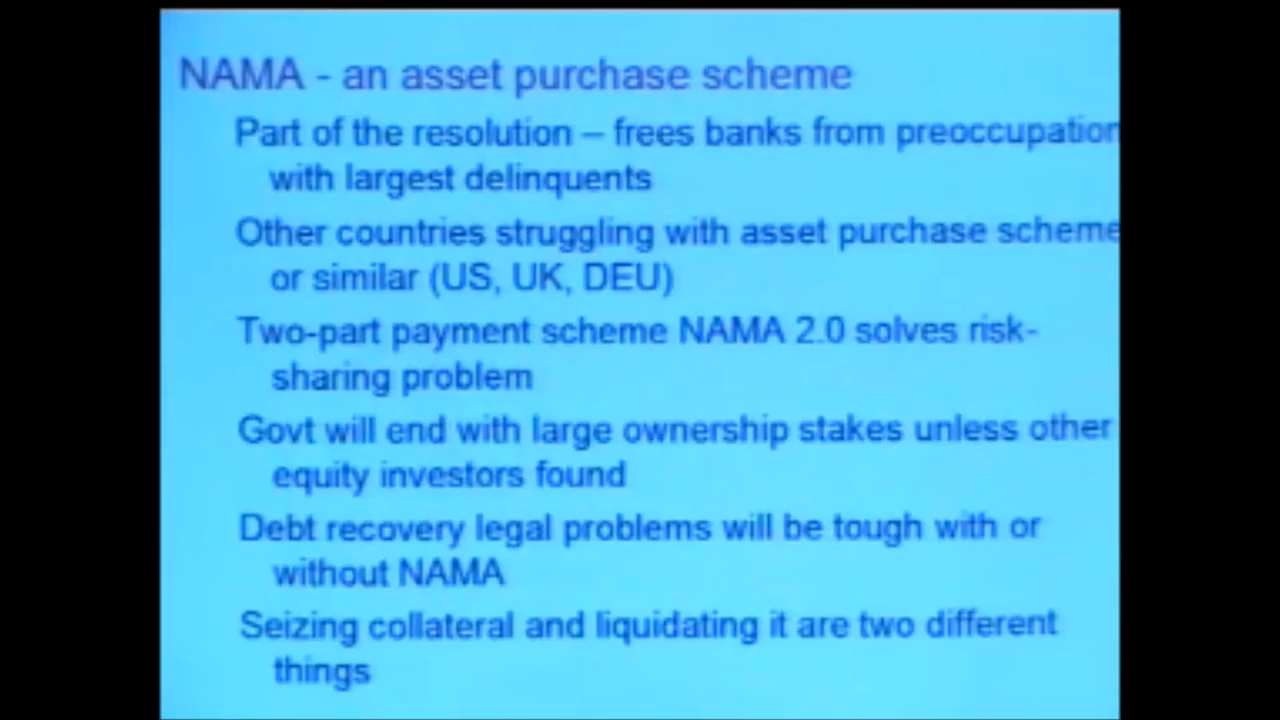 NAMA - an asset purchase scheme
Part of the resolution – frees banks from preoccupation
with largest delinquents
Other countries struggling with asset purchase scheme
or similar (US, UK, DEU)
Two-part payment scheme NAMA 2.0 solves risk-
sharing problem
Govt will end with large ownership stakes unless other
equity investors found
Debt recovery legal problems will be tough with or
without NAMA
Seizing collateral and liquidating it are two different
things